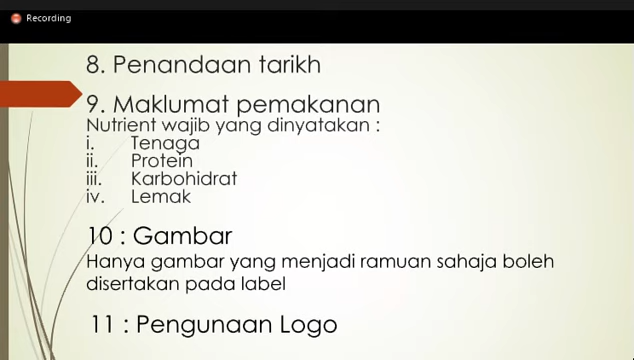 Recording
8. Penandaan tarikh
9. Maklumat pemakanan
Nutrient wajib yang dinyatakan :
i. Tenaga
ii. Protein
iii. Karbohidrat
iv. Lemak
10 : Gambar
Hanya gambar yang menjadi ramuan sahaja boleh
disertakan pada label
11 : Pengunaan Logo